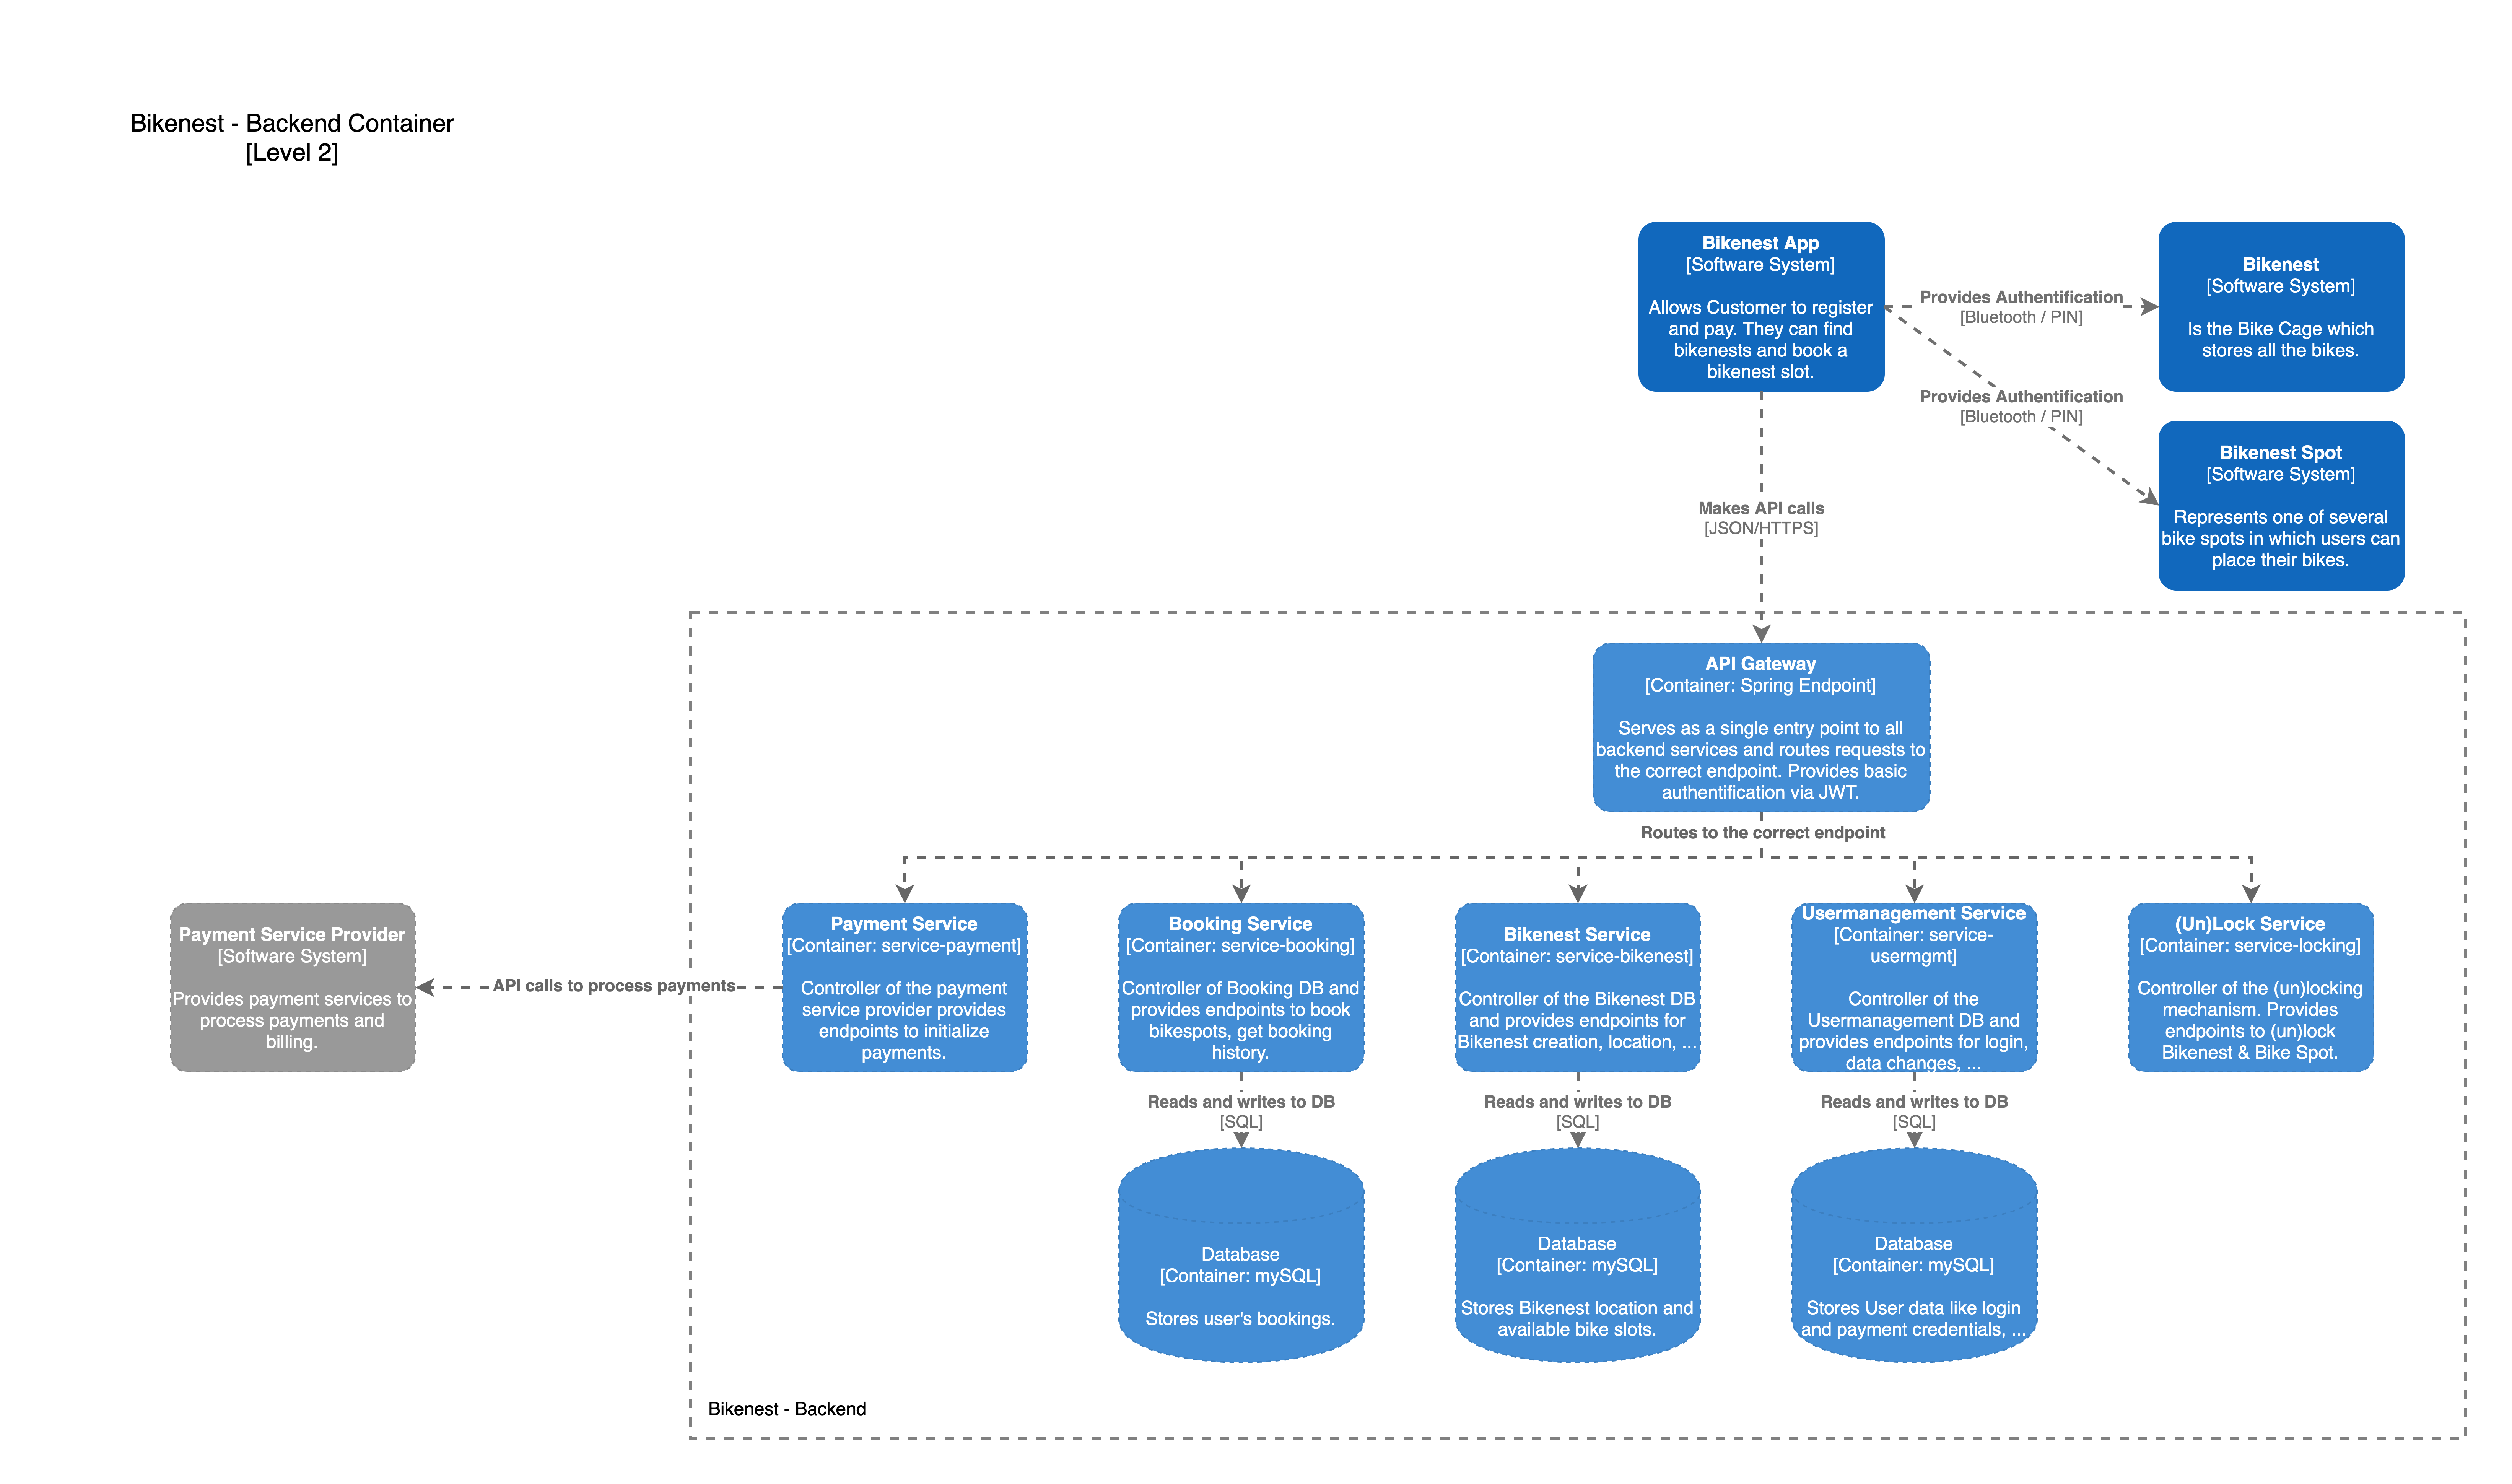 Bikenest - Backend Container
[Level 2]
Bikenest App
[Software System]
Allows Customer to register
and pay. They can find
bikenests and book a
bikenest slot.
Provides Authentification
[Bluetooth / PIN]
Bikenest
[Software System]
Is the Bike Cage which
stores all the bikes.
Provides Authentification
[Bluetooth / PIN]
Bikenest Spot
[Software System]
Represents one of several
bike spots in which users can
place their bikes.
Makes API calls
[JSON/HTTPS]
API Gateway
[Container: Spring Endpoint]
Serves as a single entry point to all
backend services and routes requests to
the correct endpoint. Provides basic
authentification via JWT.
Routes to the correct endpoint
Payment Service Provider
[Software System]
Provides payment services to
process payments and
billing.
API calls to process payments
Payment Service
[Container: service-payment]
Controller of the payment
service provider provides
endpoints to initialize
payments.
Booking Service
[Container: service-booking]
Controller of Booking DB and
provides endpoints to book
bikespots, get booking
history.
Bikenest Service
[Container: service-bikenest]
Controller of the Bikenest DB
and provides endpoints for
Bikenest creation, location, ...
Usermanagement Service
[Container: service-
usermgmt]
Controller of the
Usermanagement DB and
provides endpoints for login,
data changes, ...
(Un)Lock Service
[Container: service-locking]
Controller of the (un)locking
mechanism. Provides
endpoints to (un)lock
Bikenest & Bike Spot.
Reads and writes to DB
[SQL]
Reads and writes to DB
[SQL]
Reads and writes to DB
[SQL]
Database
[Container: mySQL]
Stores user's bookings.
Database
[Container: mySQL]
Stores Bikenest location and
available bike slots.
Database
[Container: mySQL]
Stores User data like login
and payment credentials, ...
Bikenest - Backend